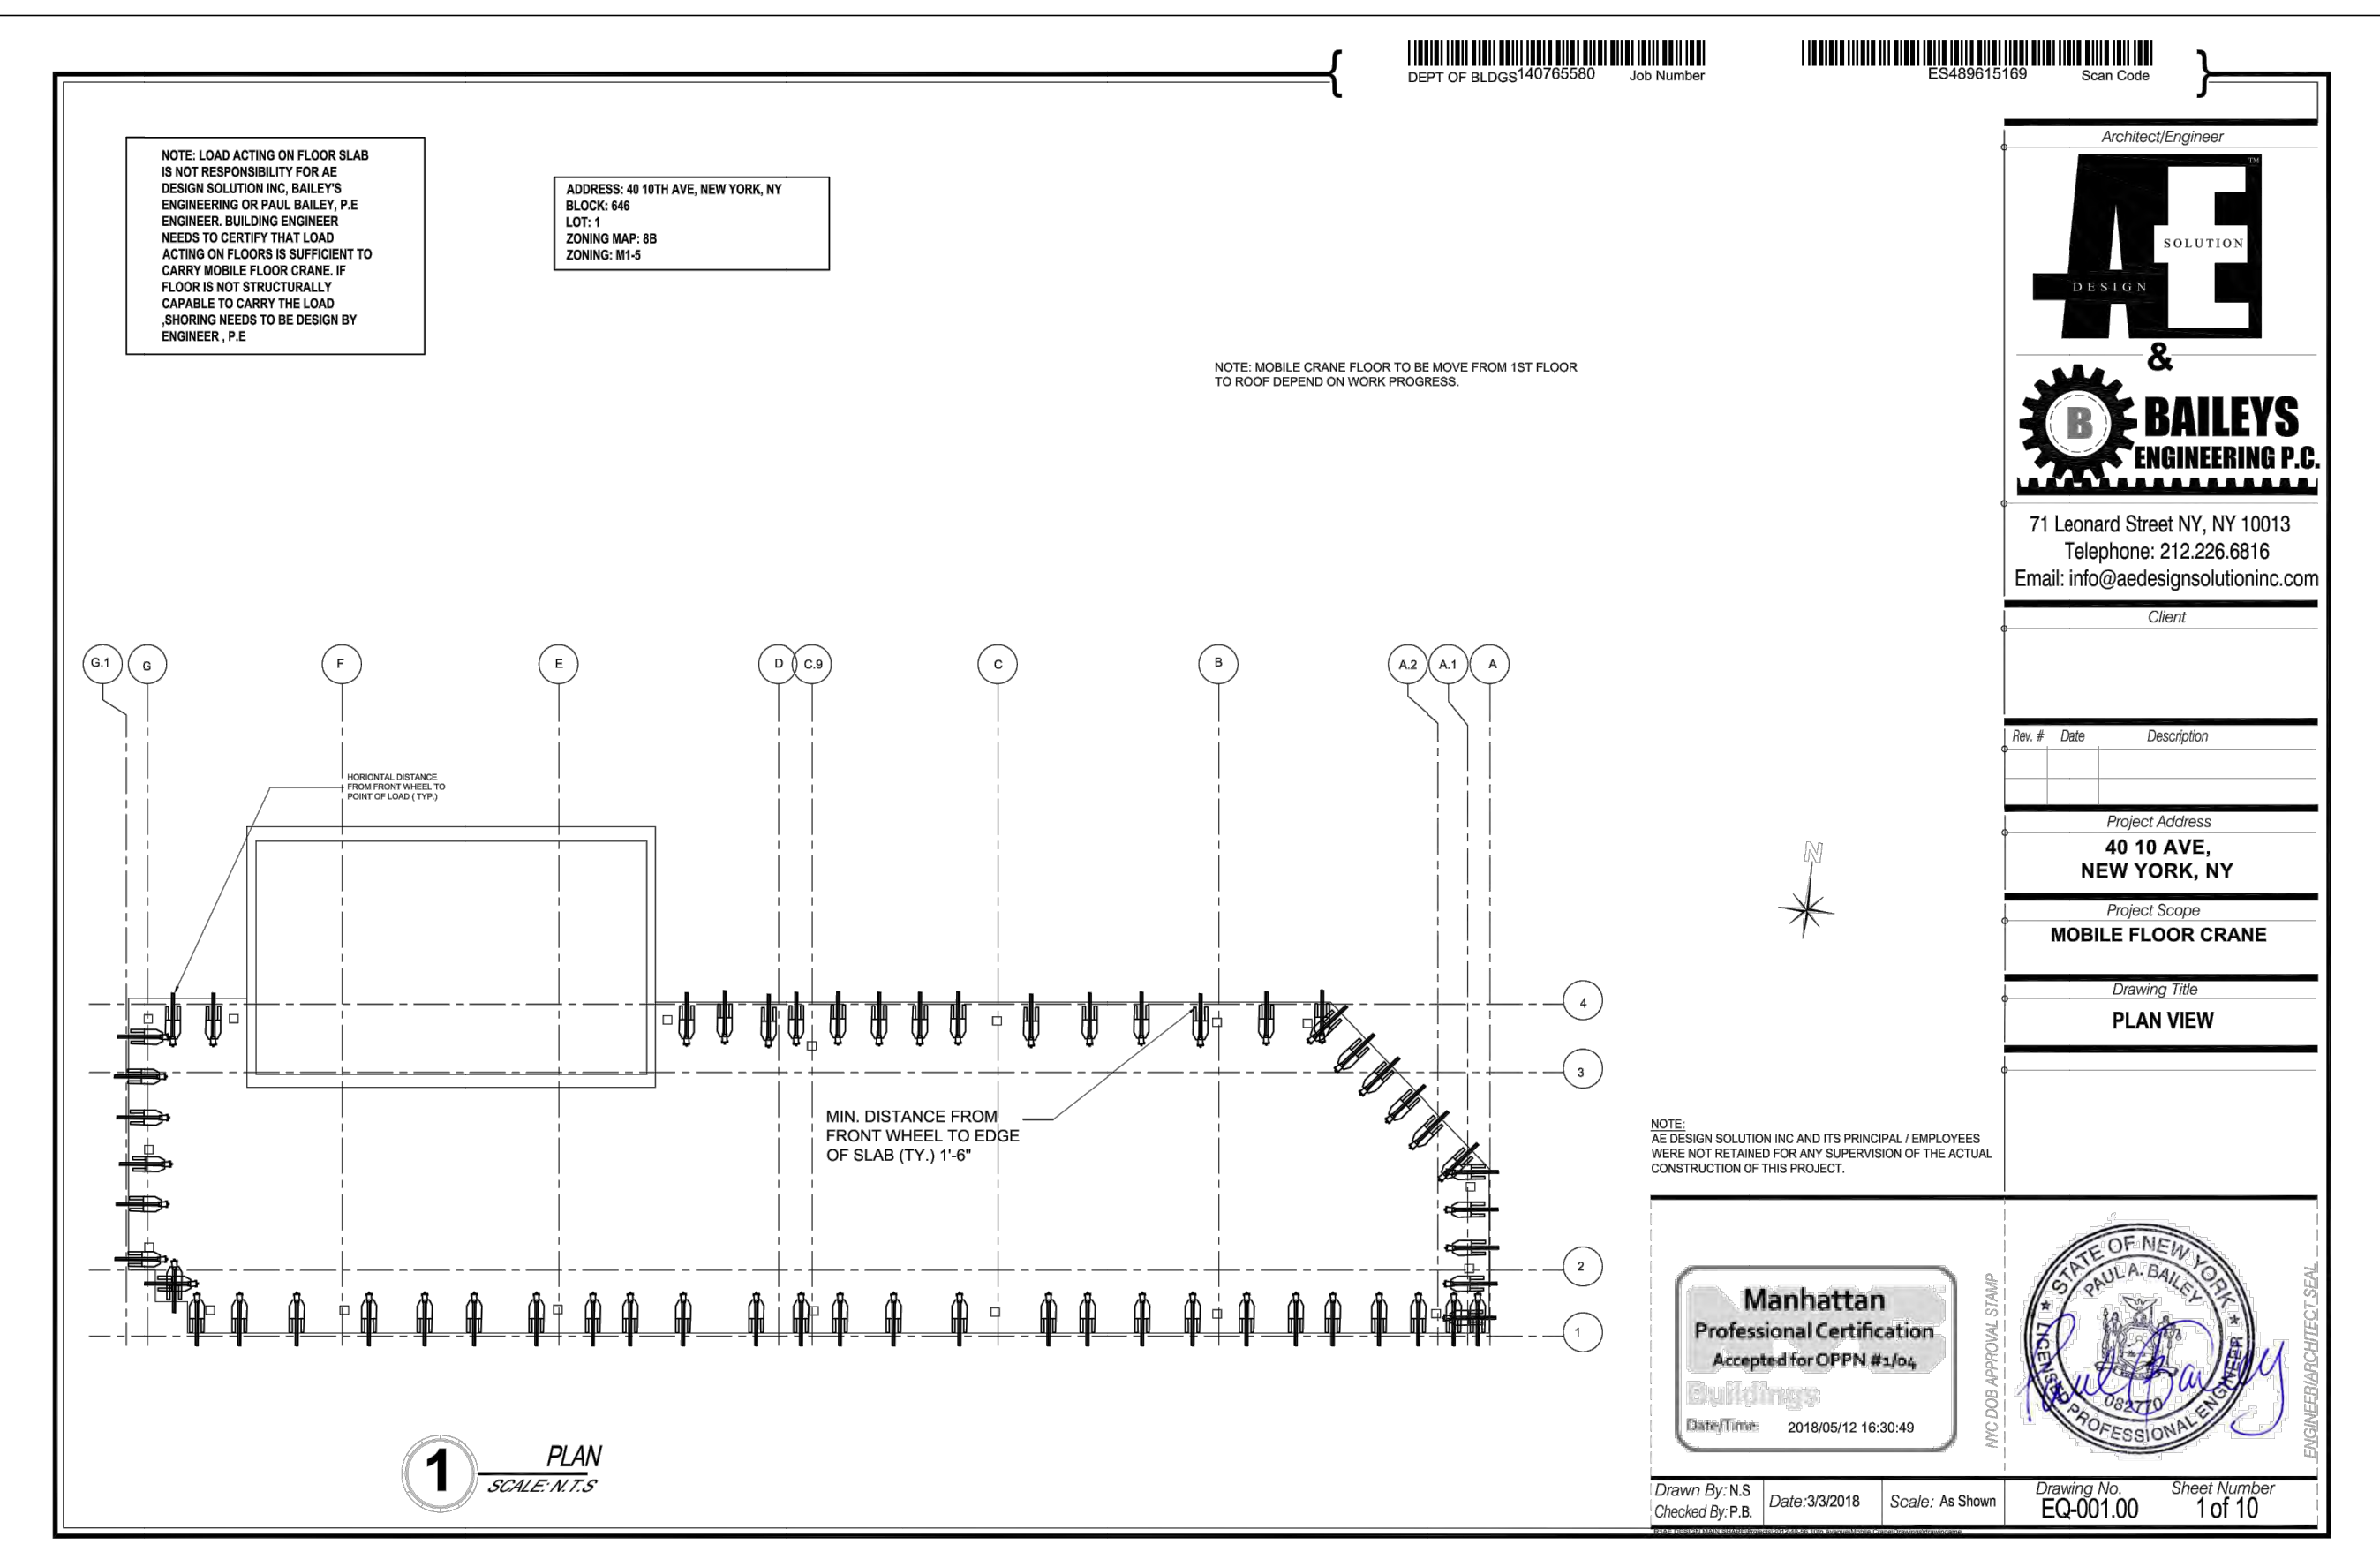 DEPT OF BLDGS140765580 Job Number
ES489615169 Scan Code
NOTE: LOAD ACTING ON FLOOR SLAB
IS NOT RESPONSIBILITY FOR AE
DESIGN SOLUTION INC, BAILEY'S
ENGINEERING OR PAUL BAILEY, P.E
ENGINEER. BUILDING ENGINEER
NEEDS TO CERTIFY THAT LOAD
ACTING ON FLOORS IS SUFFICIENT TO
CARRY MOBILE FLOOR CRANE. IF
FLOOR IS NOT STRUCTURALLY
CAPABLE TO CARRY THE LOAD
,SHORING NEEDS TO BE DESIGN BY
ENGINEER , P.E
ADDRESS: 40 10TH AVE, NEW YORK, NY
BLOCK: 646
LOT: 1
ZONING MAP: 8B
ZONING: M1-5
NOTE: MOBILE CRANE FLOOR TO BE MOVE FROM 1ST FLOOR
TO ROOF DEPEND ON WORK PROGRESS.
G.1 G F E D C.9 C B A.2 A.1 A
HORIONTAL DISTANCE
FROM FRONT WHEEL TO
POINT OF LOAD ( TYP.)
N
4
3
MIN. DISTANCE FROM
FRONT WHEEL TO EDGE
OF SLAB (TY.) 1'-6"
2
1
1
PLAN
SCALE: N.T.S
Architect/Engineer
AE
TM
SOLUTION
DESIGN
&
B
BAILEYS
ENGINEERING P.C.
71 Leonard Street NY, NY 10013
Telephone: 212.226.6816
Email: info@aedesignsolutioninc.com
Client
Rev. # Date Description
Project Address
40 10 AVE,
NEW YORK, NY
Project Scope
MOBILE FLOOR CRANE
Drawing Title
PLAN VIEW
NOTE:
AE DESIGN SOLUTION INC AND ITS PRINCIPAL / EMPLOYEES
WERE NOT RETAINED FOR ANY SUPERVISION OF THE ACTUAL
CONSTRUCTION OF THIS PROJECT.
Manhattan
Professional Certification
Accepted for OPPN #1/04
Buildings
Date/Time: 2018/05/12 16:30:49
NYC DOB APPROVAL STAMP
STATE OF NEW YORK
PAUL A. BAILEY
082770
LICENSED PROFESSIONAL ENGINEER
Paul Bailey
ENGINEER/ARCHITECT SEAL
Drawn By: N.S
Checked By: P.B.
Date:3/3/2018
Scale: As Shown
Drawing No.
EQ-001.00
Sheet Number
1 of 10